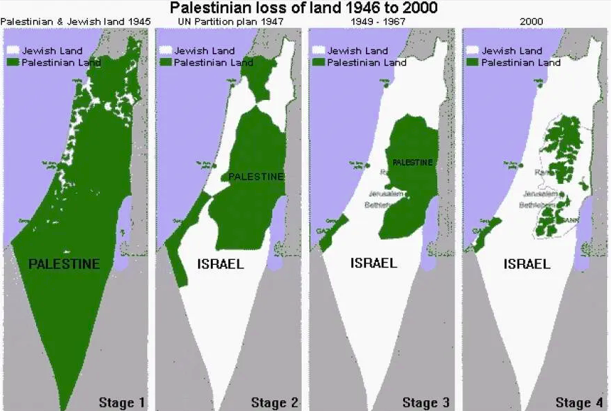 Palestinian loss of land 1946 to 2000
Palestinian & Jewish land 1945
UN Partition plan 1947
1949 - 1967
2000
Jewish Land
Palestinian Land
PALESTINE
Stage 1
Jewish Land
Palestinian Land
PALESTINE
ISRAEL
Stage 2
Jewish Land
Palestinian Land
PALESTINE
Jerusalem
ISRAEL
Stage 3
Jewish Land
Palestinian Land
Jerusalem
Bethlehem
ISRAEL
Stage 4